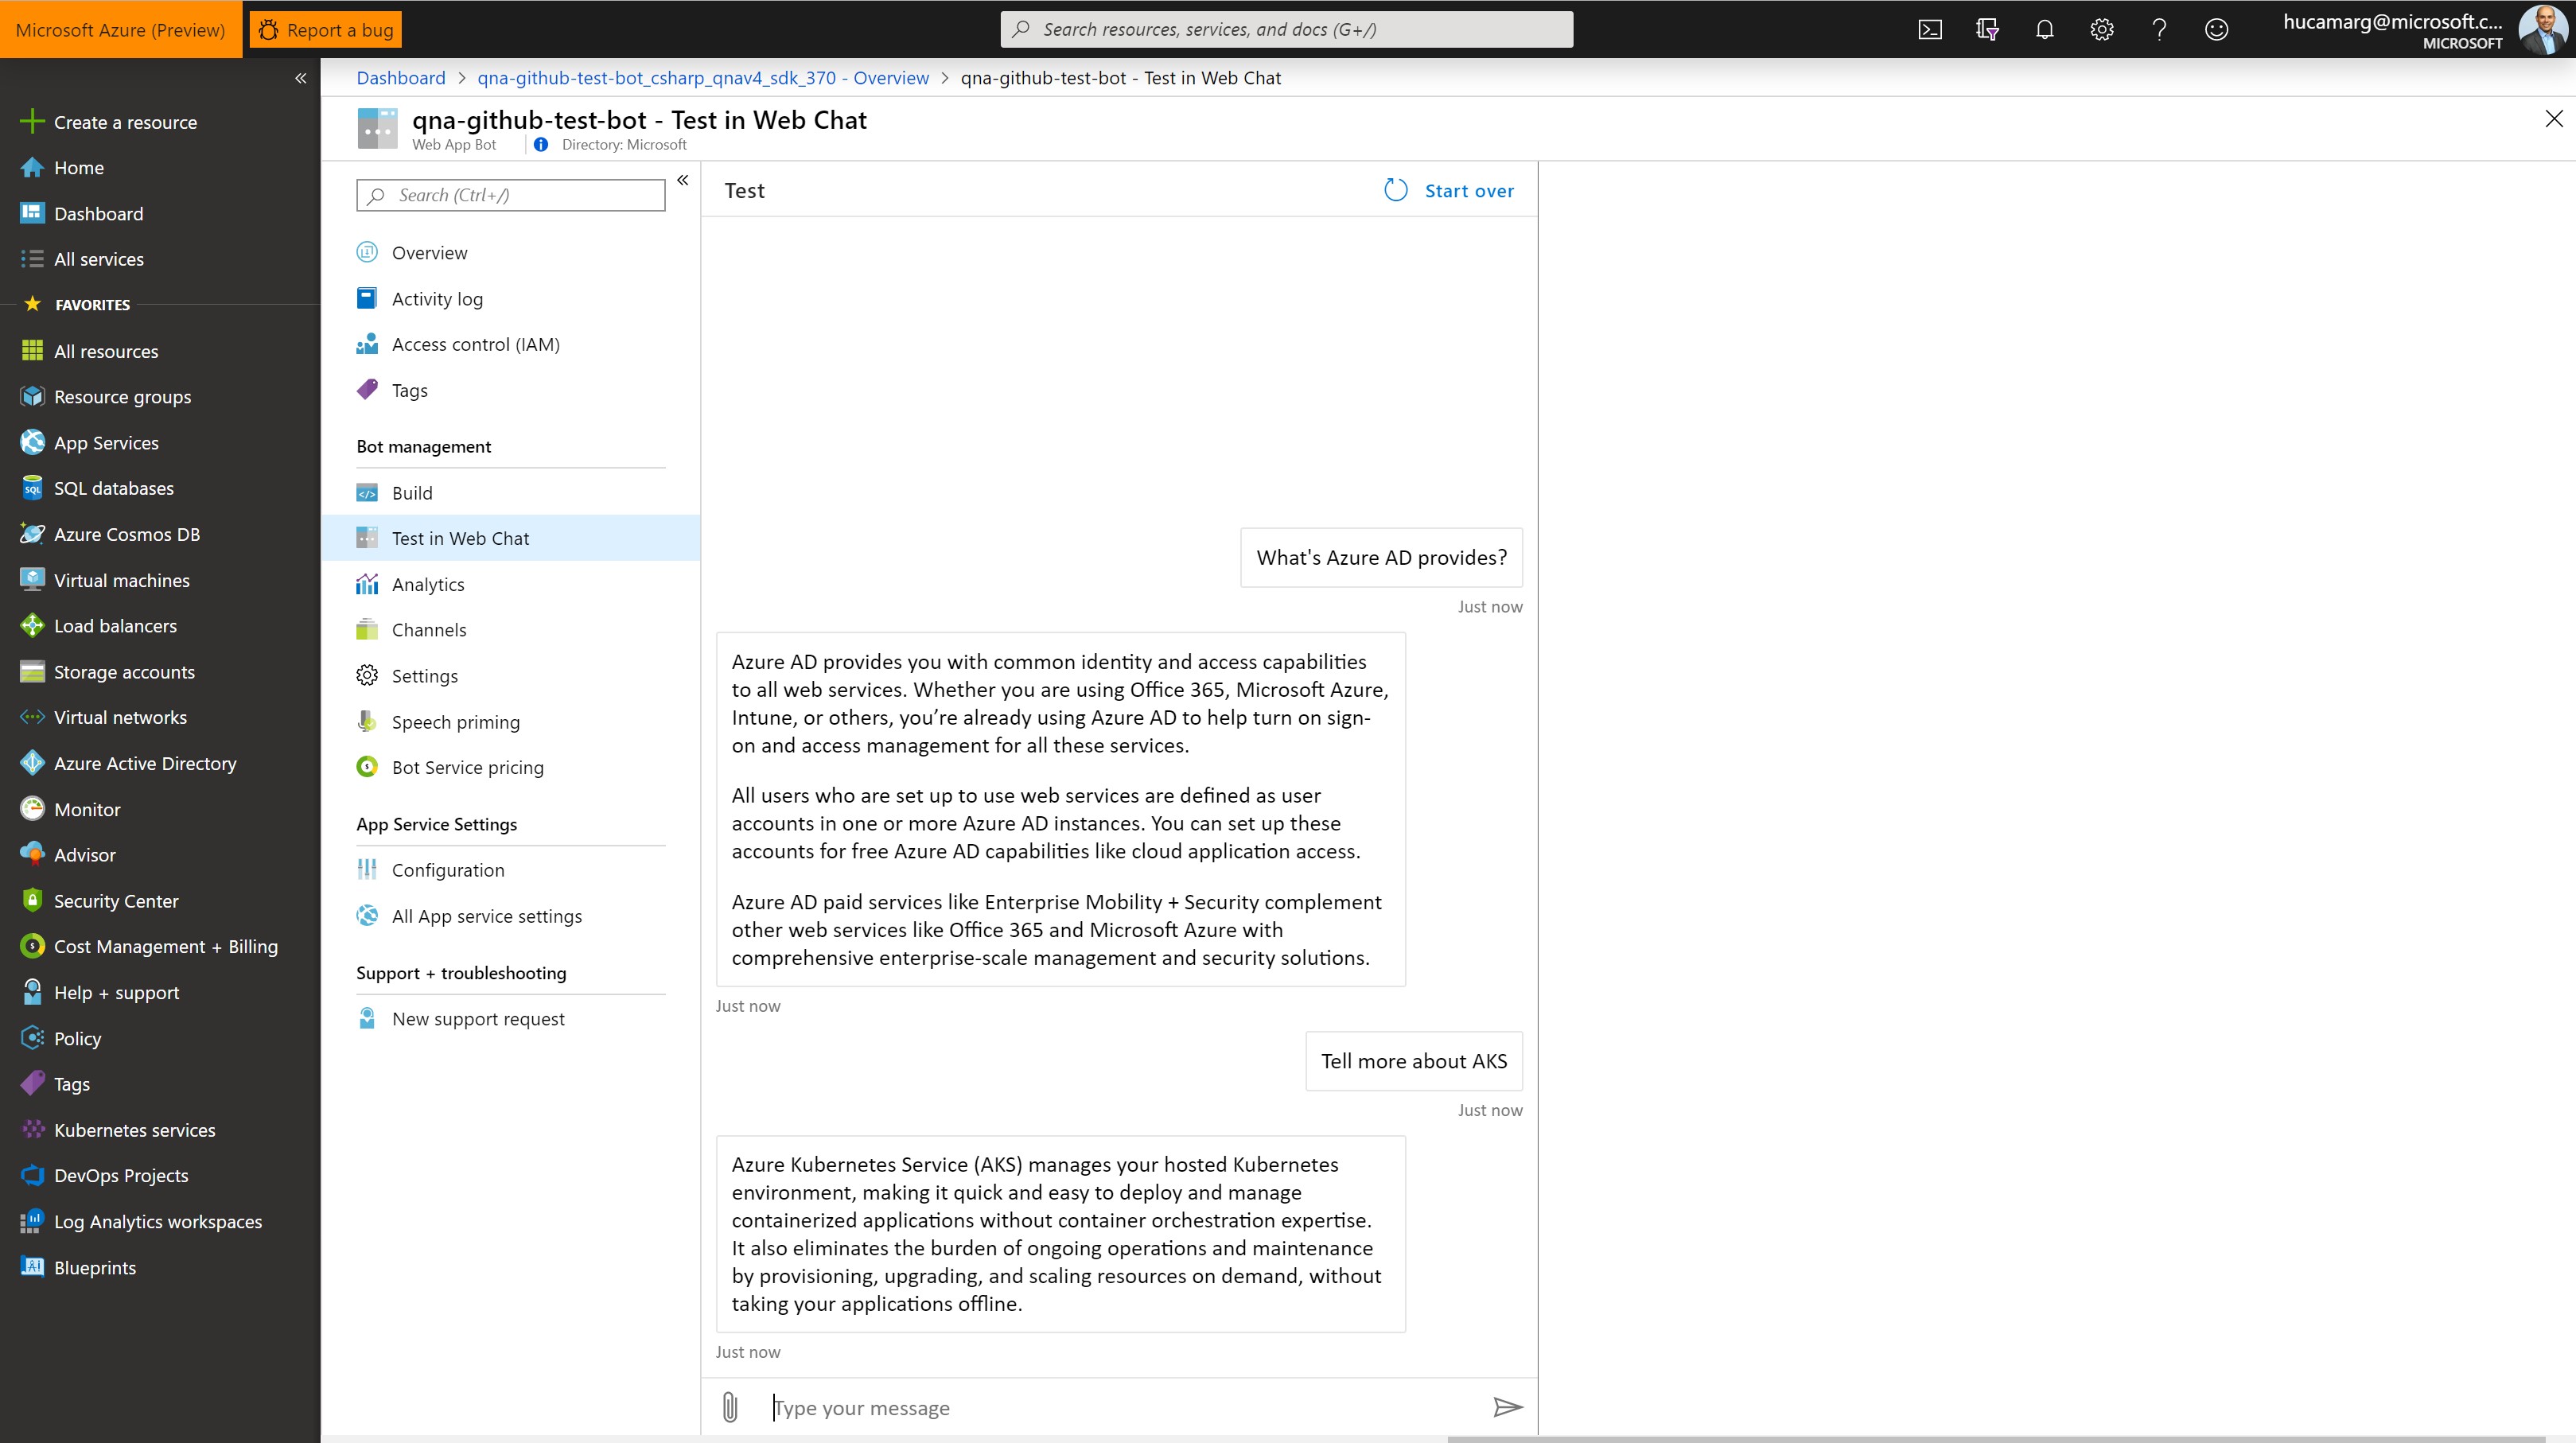 Microsoft Azure (Preview)
Report a bug
Search resources, services, and docs (G+/)
hucamarg@microsoft.c...
MICROSOFT
Dashboard > qna-github-test-bot_csharp_qnav4_sdk_370 - Overview > qna-github-test-bot - Test in Web Chat
qna-github-test-bot - Test in Web Chat
Web App Bot
Directory: Microsoft
Create a resource
Home
Dashboard
All services
FAVORITES
All resources
Resource groups
App Services
SQL databases
Azure Cosmos DB
Virtual machines
Load balancers
Storage accounts
Virtual networks
Azure Active Directory
Monitor
Advisor
Security Center
Cost Management + Billing
Help + support
Policy
Tags
Kubernetes services
DevOps Projects
Log Analytics workspaces
Blueprints
Search (Ctrl+/)
Overview
Activity log
Access control (IAM)
Tags
Bot management
Build
Test in Web Chat
Analytics
Channels
Settings
Speech priming
Bot Service pricing
App Service Settings
Configuration
All App service settings
Support + troubleshooting
New support request
Test
Start over
What's Azure AD provides?
Just now
Azure AD provides you with common identity and access capabilities
to all web services. Whether you are using Office 365, Microsoft Azure,
Intune, or others, you’re already using Azure AD to help turn on sign-
on and access management for all these services.
All users who are set up to use web services are defined as user
accounts in one or more Azure AD instances. You can set up these
accounts for free Azure AD capabilities like cloud application access.
Azure AD paid services like Enterprise Mobility + Security complement
other web services like Office 365 and Microsoft Azure with
comprehensive enterprise-scale management and security solutions.
Just now
Tell more about AKS
Just now
Azure Kubernetes Service (AKS) manages your hosted Kubernetes
environment, making it quick and easy to deploy and manage
containerized applications without container orchestration expertise.
It also eliminates the burden of ongoing operations and maintenance
by provisioning, upgrading, and scaling resources on demand, without
taking your applications offline.
Just now
Type your message